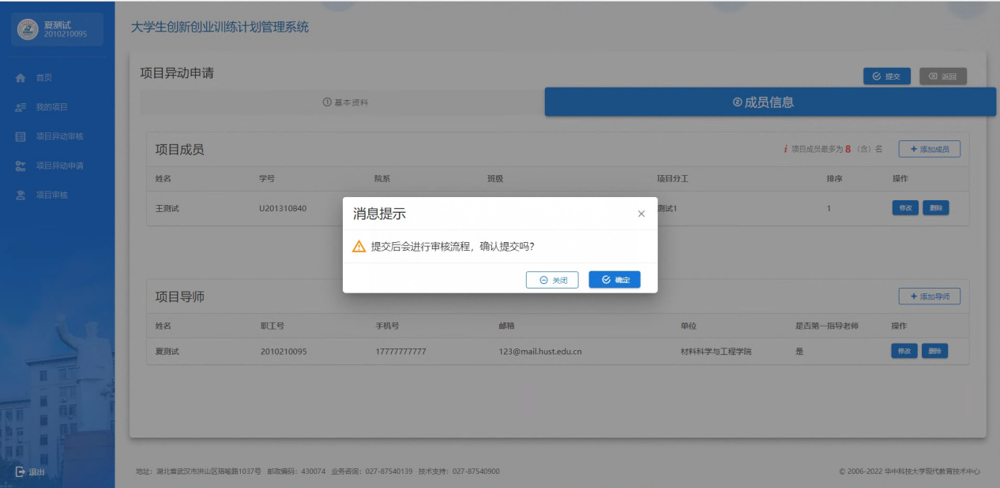 夏测试
2010210095
首页
我的项目
项目异动审核
项目异动申请
项目审核
退出
大学生创新创业训练计划管理系统
项目异动申请
提交 返回
① 基本资料 ② 成员信息
项目成员 i 项目成员最多为 8 (含) 名 + 添加成员
姓名 学号 院系 班级 项目分工 排序 操作
王测试 U201310840 测试1 1 修改 删除
消息提示 ×
提交后会进行审核流程，确认提交吗?
关闭 确定
项目导师 + 添加导师
姓名 职工号 手机号 邮箱 单位 是否第一指导老师 操作
夏测试 2010210095 17777777777 123@mail.hust.edu.cn 材料科学与工程学院 是 修改 删除
地址：湖北省武汉市洪山区珞喻路1037号 邮政编码：430074 业务咨询：027-87540139 技术支持：027-87540900 © 2006-2022 华中科技大学现代教育技术中心